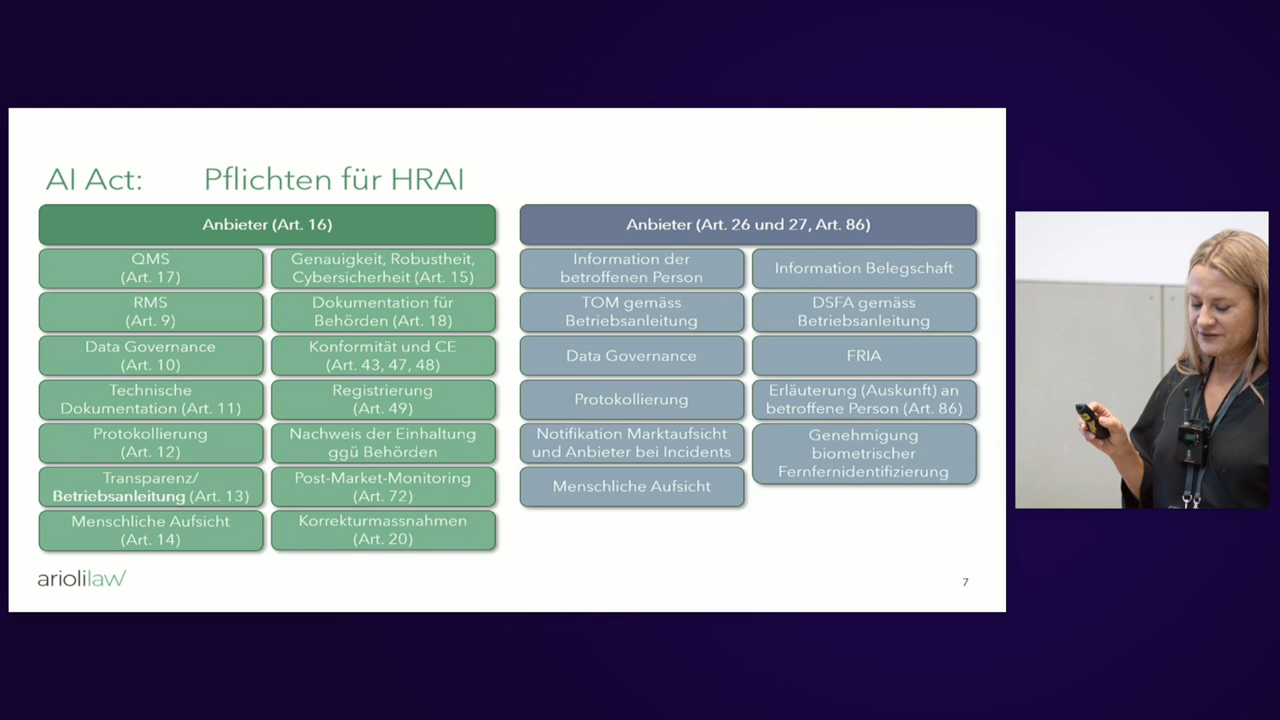 AI Act: Pflichten für HRAI
Anbieter (Art. 16)
QMS
(Art. 17)
Genauigkeit, Robustheit,
Cybersicherheit (Art. 15)
RMS
(Art. 9)
Dokumentation für
Behörden (Art. 18)
Data Governance
(Art. 10)
Konformität und CE
(Art. 43, 47, 48)
Technische
Dokumentation (Art. 11)
Registrierung
(Art. 49)
Protokollierung
(Art. 12)
Nachweis der Einhaltung
ggü Behörden
Transparenz/
Betriebsanleitung (Art. 13)
Post-Market-Monitoring
(Art. 72)
Menschliche Aufsicht
(Art. 14)
Korrekturmassnahmen
(Art. 20)
Anbieter (Art. 26 und 27, Art. 86)
Information der
betroffenen Person
Information Belegschaft
TOM gemäss
Betriebsanleitung
DSFA gemäss
Betriebsanleitung
Data Governance
FRIA
Protokollierung
Erläuterung (Auskunft) an
betroffene Person (Art. 86)
Notifikation Marktaufsicht
und Anbieter bei Incidents
Genehmigung
biometrischer
Fernfernidentifizierung
Menschliche Aufsicht
ariolilaw
7